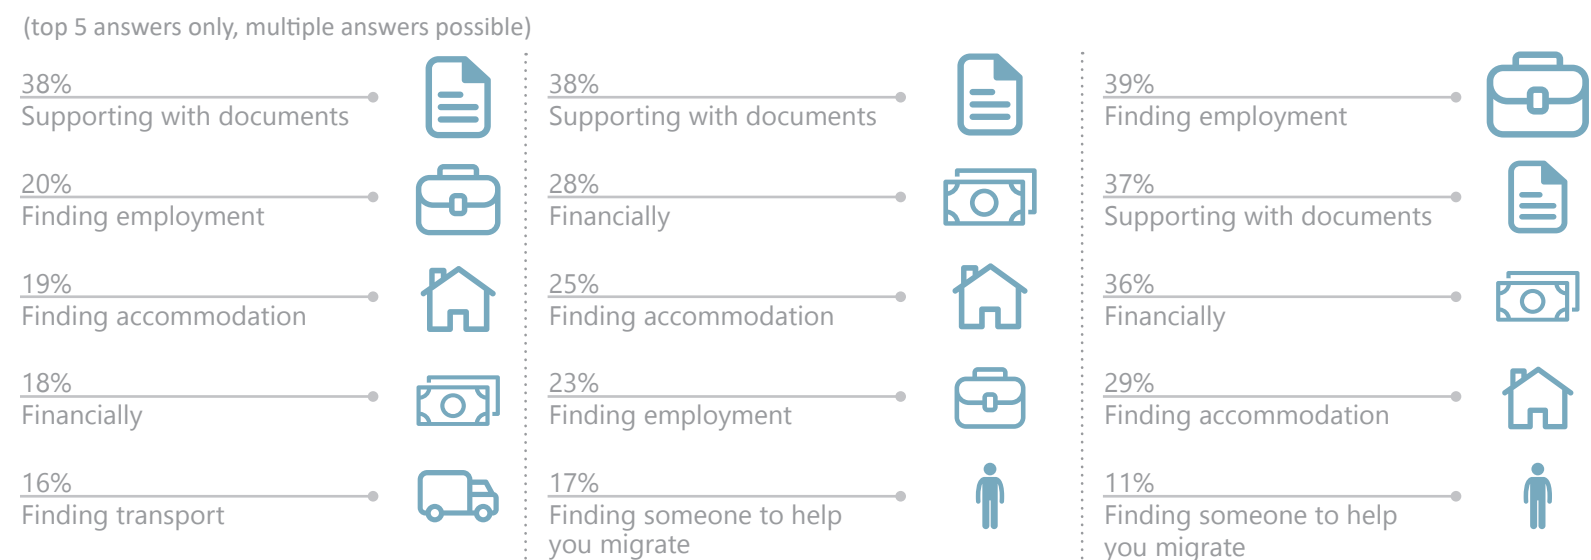 (top 5 answers only, multiple answers possible)
38%
Supporting with documents
20%
Finding employment
19%
Finding accommodation
18%
Financially
16%
Finding transport
38%
Supporting with documents
28%
Financially
25%
Finding accommodation
23%
Finding employment
17%
Finding someone to help
you migrate
39%
Finding employment
37%
Supporting with documents
36%
Financially
29%
Finding accommodation
11%
Finding someone to help
you migrate